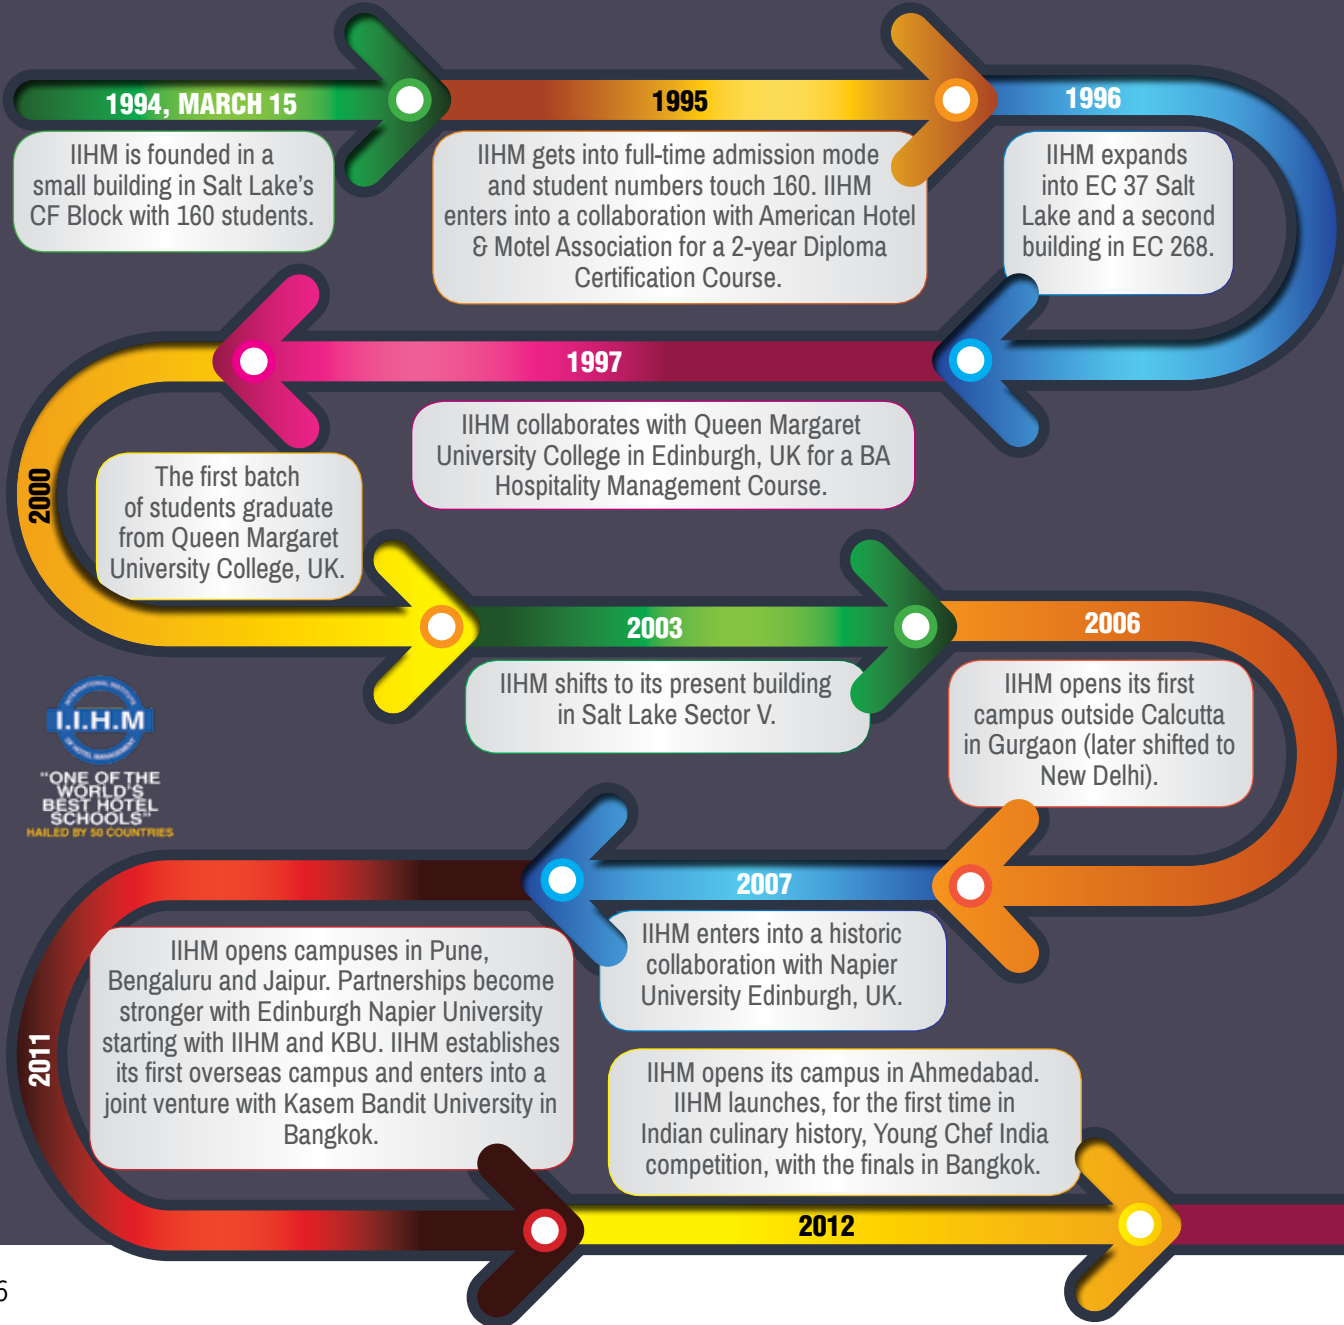 1994, MARCH 15
IIHM is founded in a
small building in Salt Lake's
CF Block with 160 students.
1995
IIHM gets into full-time admission mode
and student numbers touch 160. IIHM
enters into a collaboration with American Hotel
& Motel Association for a 2-year Diploma
Certification Course.
1996
IIHM expands
into EC 37 Salt
Lake and a second
building in EC 268.
1997
IIHM collaborates with Queen Margaret
University College in Edinburgh, UK for a BA
Hospitality Management Course.
2000
The first batch
of students graduate
from Queen Margaret
University College, UK.
2003
IIHM shifts to its present building
in Salt Lake Sector V.
2006
IIHM opens its first
campus outside Calcutta
in Gurgaon (later shifted to
New Delhi).
INTERNATIONAL INSTITUTE
I.I.H.M
OF HOTEL MANAGEMENT
"ONE OF THE
WORLD'S
BEST HOTEL
SCHOOLS"
HAILED BY 50 COUNTRIES
2007
IIHM enters into a historic
collaboration with Napier
University Edinburgh, UK.
2011
IIHM opens campuses in Pune,
Bengaluru and Jaipur. Partnerships become
stronger with Edinburgh Napier University
starting with IIHM and KBU. IIHM establishes
its first overseas campus and enters into a
joint venture with Kasem Bandit University in
Bangkok.
IIHM opens its campus in Ahmedabad.
IIHM launches, for the first time in
Indian culinary history, Young Chef India
competition, with the finals in Bangkok.
2012
6